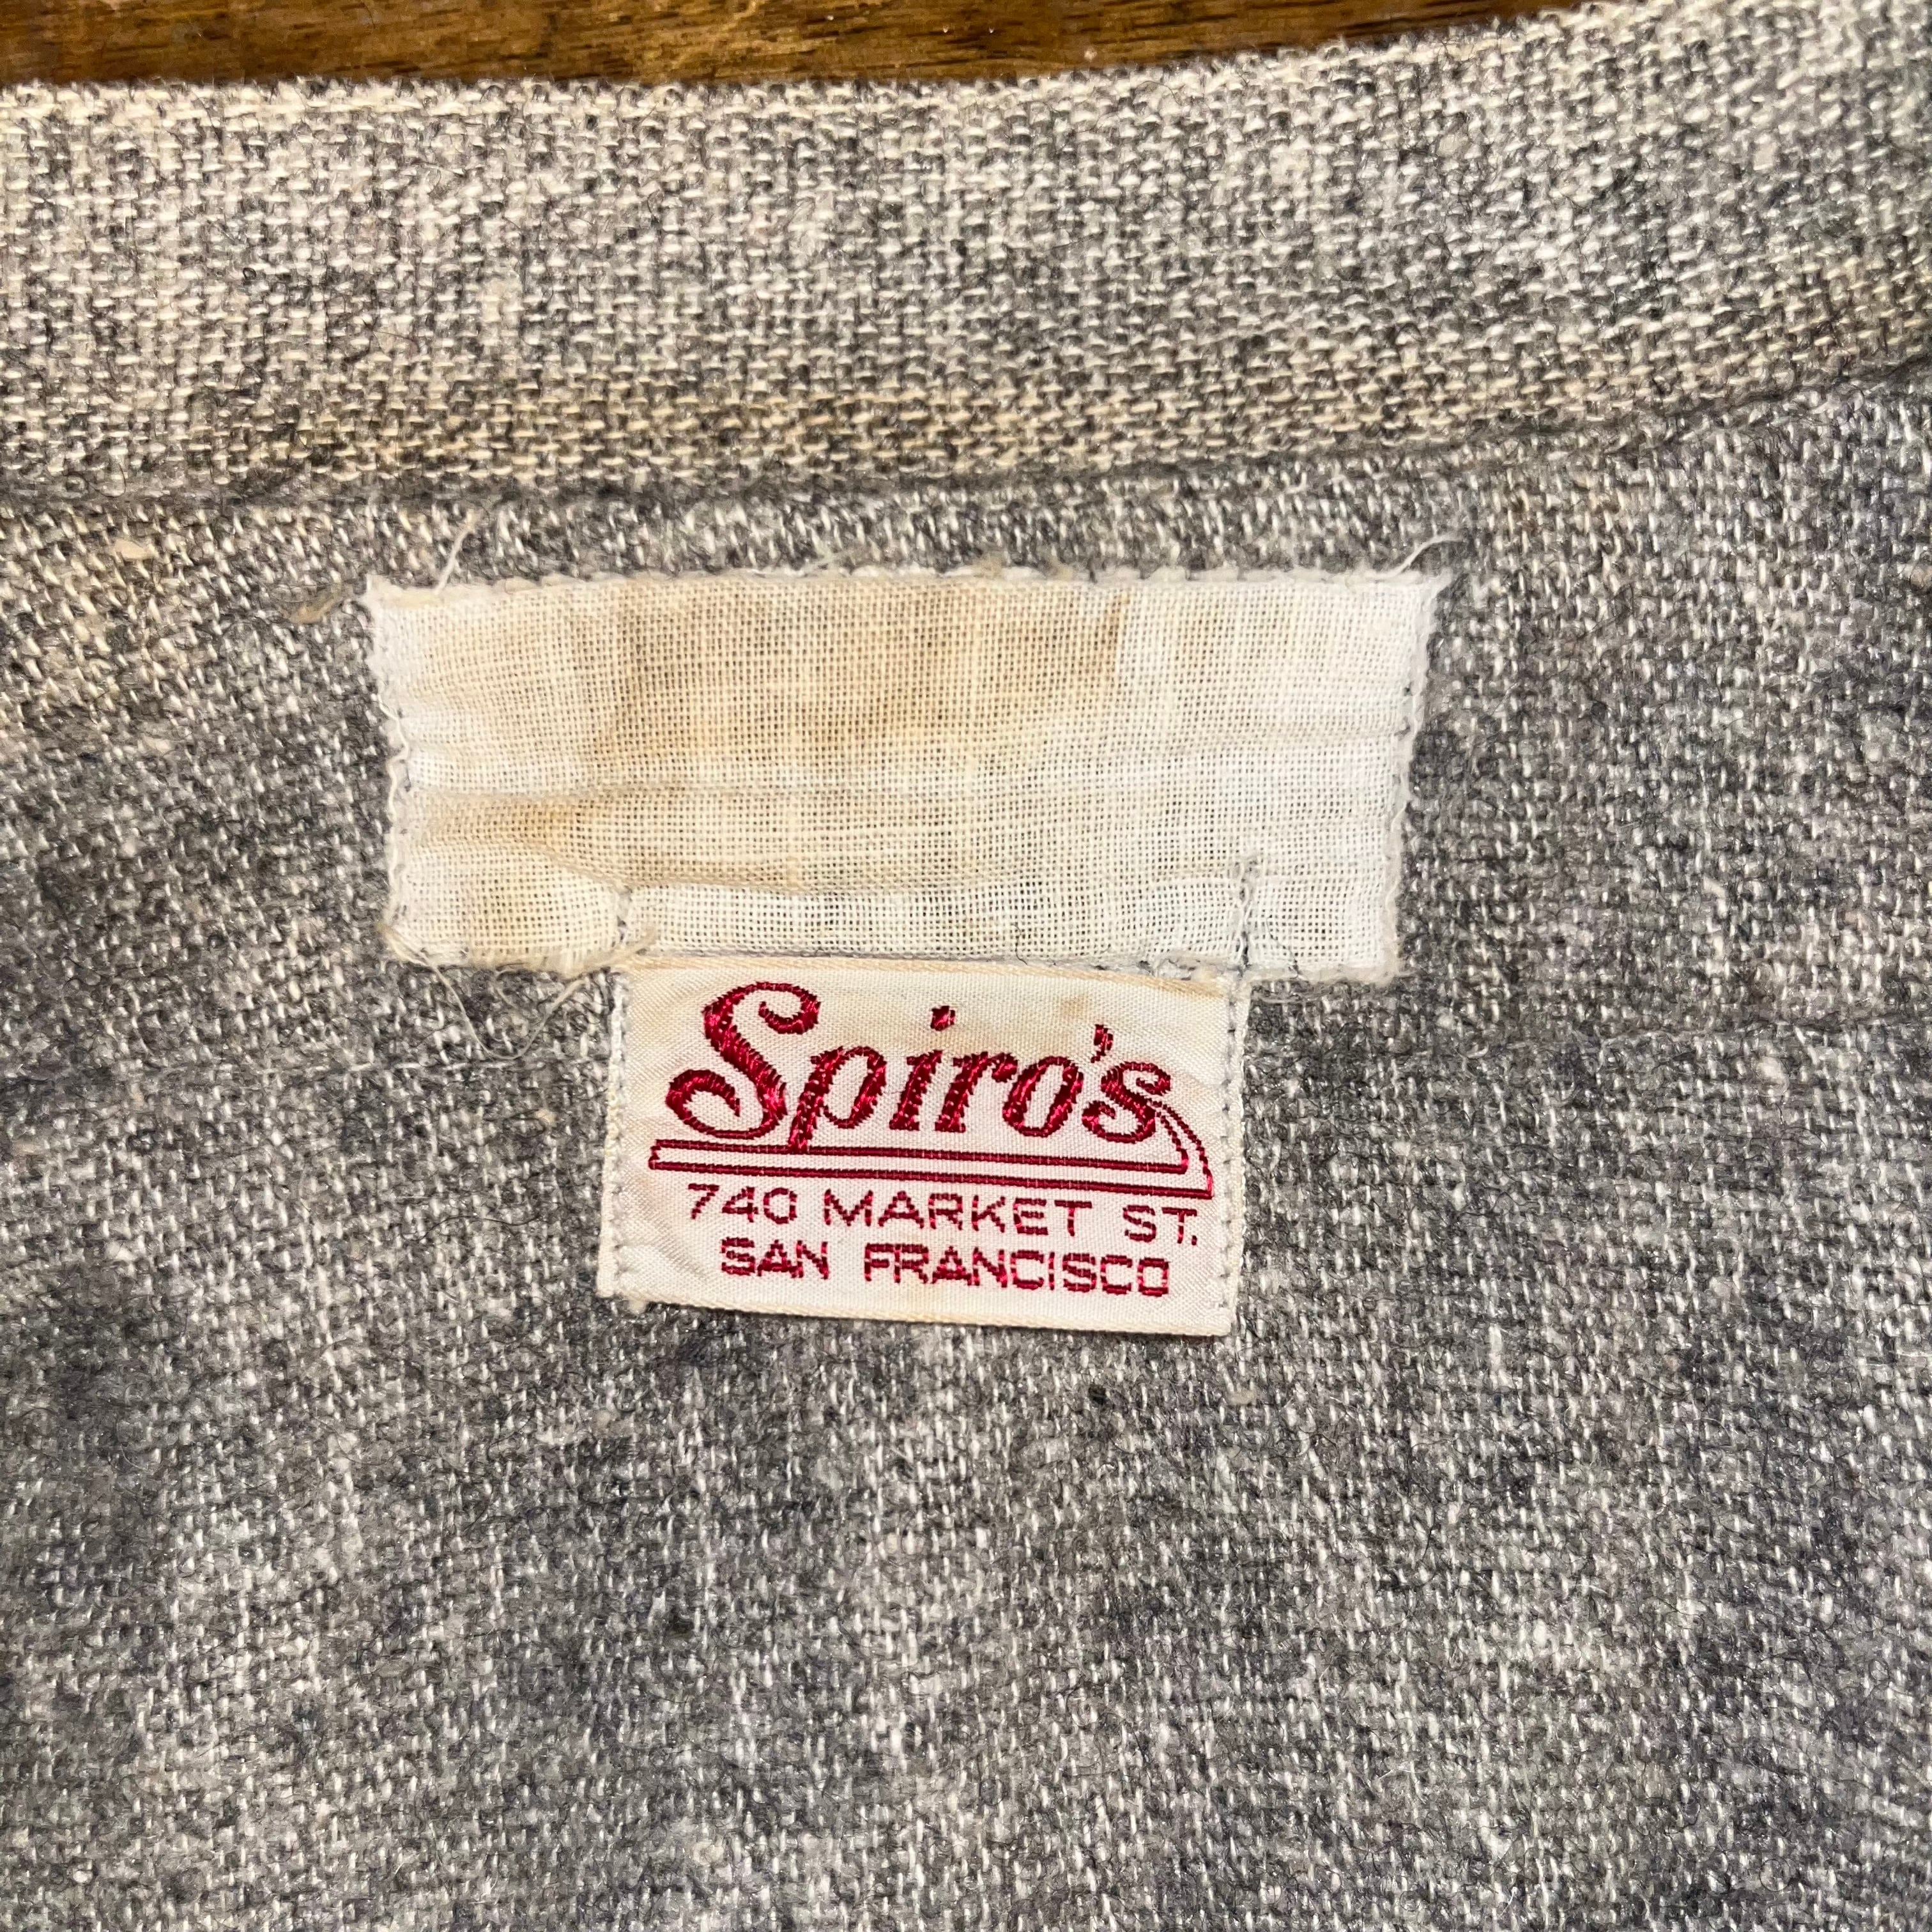 Spiro's
740 MARKET ST.
SAN FRANCISCO